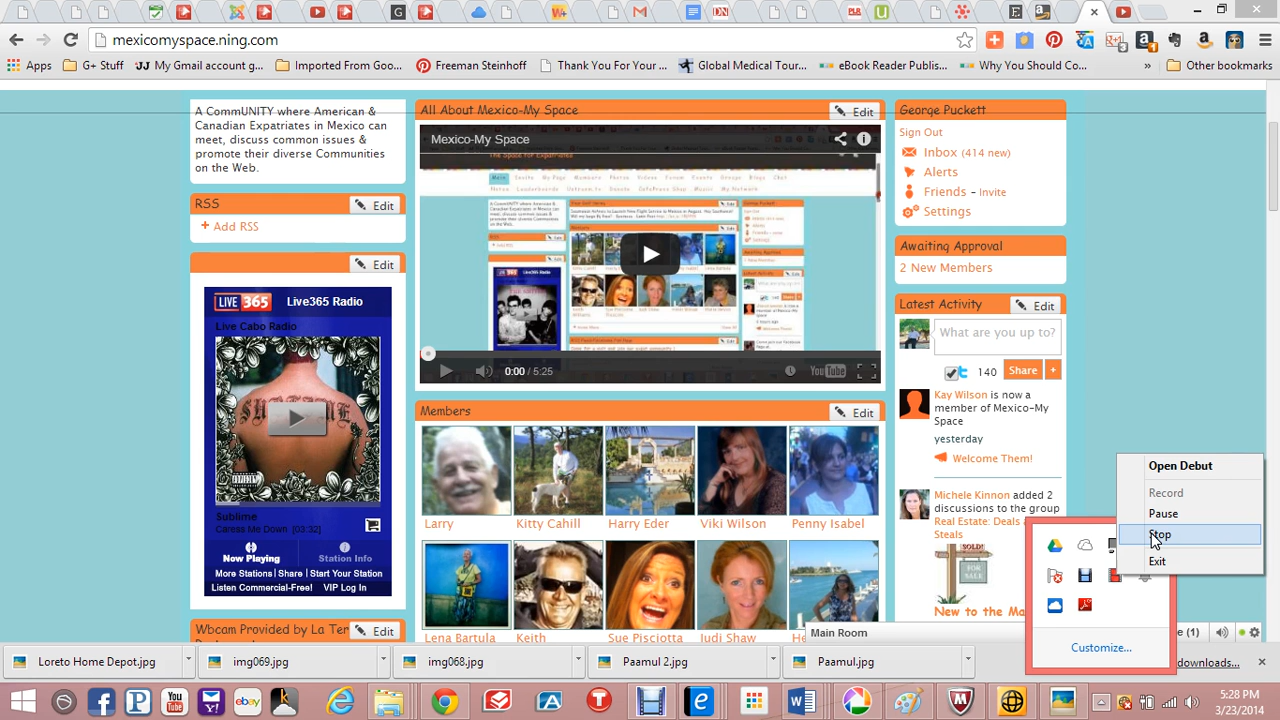 mexicomyspace.ning.com
Apps
G+ Stuff
My Gmail account g...
Imported From Goo...
Freeman Steinhoff
Thank You For Your ...
Global Medical Tour...
eBook Reader Publis...
Why You Should Co...
»
Other bookmarks
A CommUNITY where American &
Canadian Expatriates in Mexico can
meet, discuss common issues &
promote their diverse Communities
on the Web.
RSS
Edit
+ Add RSS
Edit
LIVE 365
Live365 Radio
Live Cabo Radio
Sublime
Caress Me Down [03:32]
Now Playing
Station Info
More Stations | Share | Start Your Station
Listen Commercial-Free! VIP Log In
Edit
All About Mexico-My Space
Edit
Mexico-My Space
0:00 / 5:25
YouTube
Members
Edit
Larry
Kitty Cahill
Harry Eder
Viki Wilson
Penny Isabel
Lena Bartula
Keith
Sue Pisciotta
Judi Shaw
George Puckett
Sign Out
Inbox (414 new)
Alerts
Friends - Invite
Settings
Awaiting Approval
2 New Members
Latest Activity
Edit
What are you up to?
140
Share
+
Kay Wilson is now a
member of Mexico-My
Space
yesterday
Welcome Them!
Michele Kinnon added 2
discussions to the group
Real Estate: Deals
Steals
SOLD!
New to the Ma
Main Room
(1)
Open Debut
Record
Pause
Stop
Exit
Customize...
Loreto Home Depot.jpg
img069.jpg
img068.jpg
Paamul 2.jpg
Paamul.jpg
downloads...
5:28 PM
3/23/2014